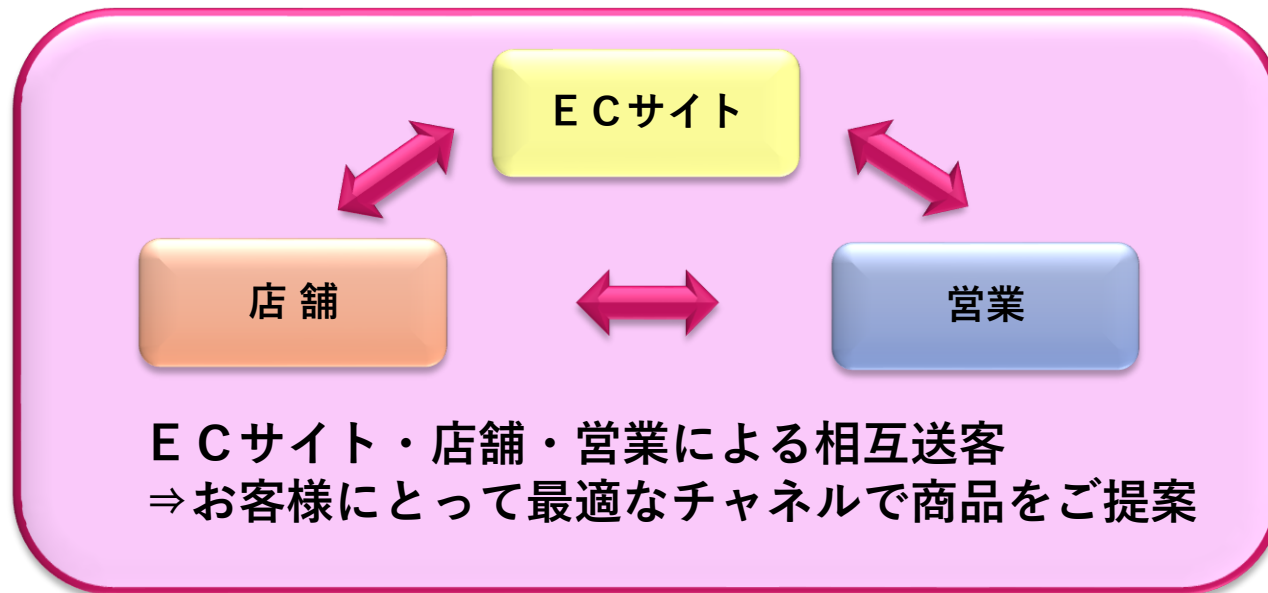 ＥＣサイト
店 舗
営業
ＥＣサイト・店舗・営業による相互送客
⇒お客様にとって最適なチャネルで商品をご提案